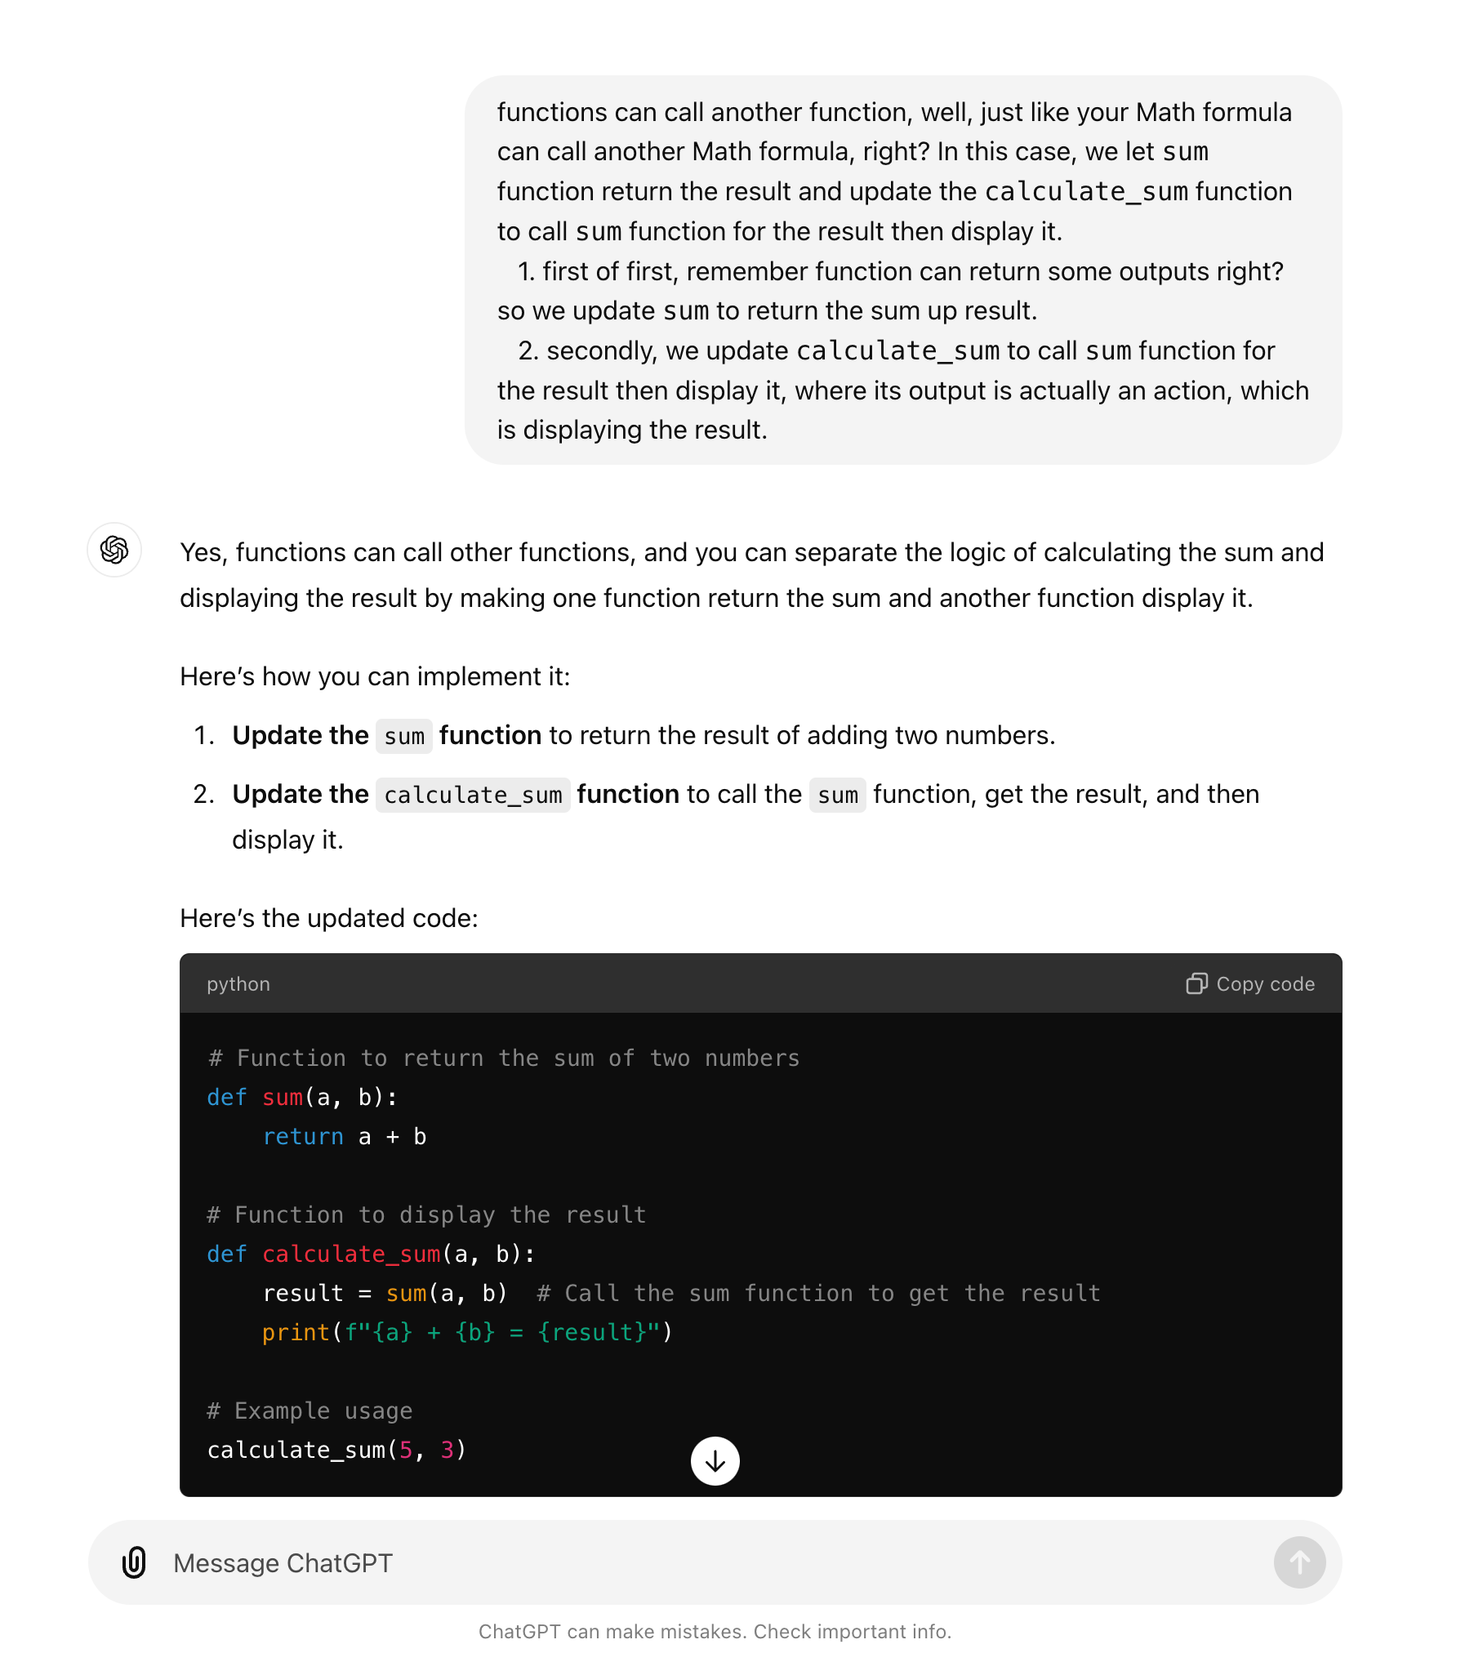 functions can call another function, well, just like your Math formula
can call another Math formula, right? In this case, we let sum
function return the result and update the calculate_sum function
to call sum function for the result then display it.
1. first of first, remember function can return some outputs right?
so we update sum to return the sum up result.
2. secondly, we update calculate_sum to call sum function for
the result then display it, where its output is actually an action, which
is displaying the result.
Yes, functions can call other functions, and you can separate the logic of calculating the sum and
displaying the result by making one function return the sum and another function display it.
Here's how you can implement it:
1. Update the sum function to return the result of adding two numbers.
2. Update the calculate_sum function to call the sum function, get the result, and then
display it.
Here's the updated code:
python Copy code
# Function to return the sum of two numbers
def sum(a, b):
    return a + b
# Function to display the result
def calculate_sum(a, b):
    result = sum(a, b)  # Call the sum function to get the result
    print(f"{a} + {b} = {result}")
# Example usage
calculate_sum(5, 3)
Message ChatGPT
ChatGPT can make mistakes. Check important info.